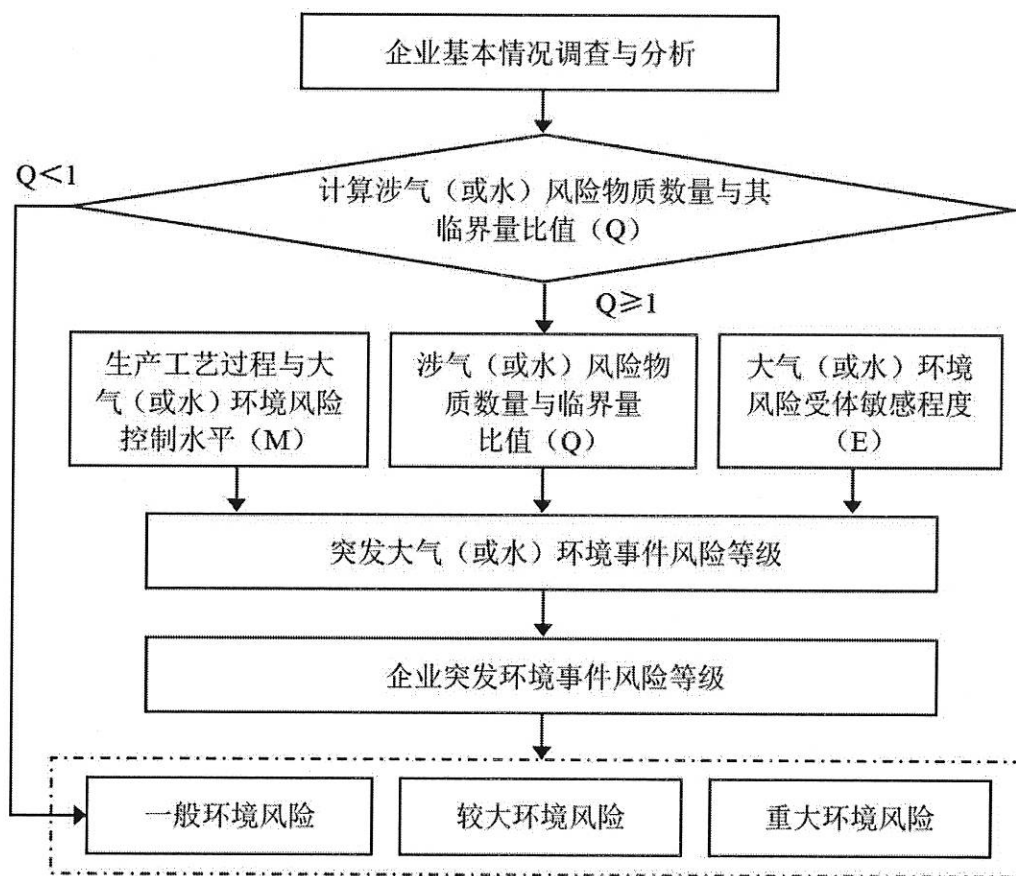 企业基本情况调查与分析
Q<1
计算涉气（或水）风险物质数量与其
临界量比值（Q）
Q≥1
生产工艺过程与大
气（或水）环境风险
控制水平（M）
涉气（或水）风险物
质数量与临界量
比值（Q）
大气（或水）环境
风险受体敏感程度
（E）
突发大气（或水）环境事件风险等级
企业突发环境事件风险等级
一般环境风险
较大环境风险
重大环境风险